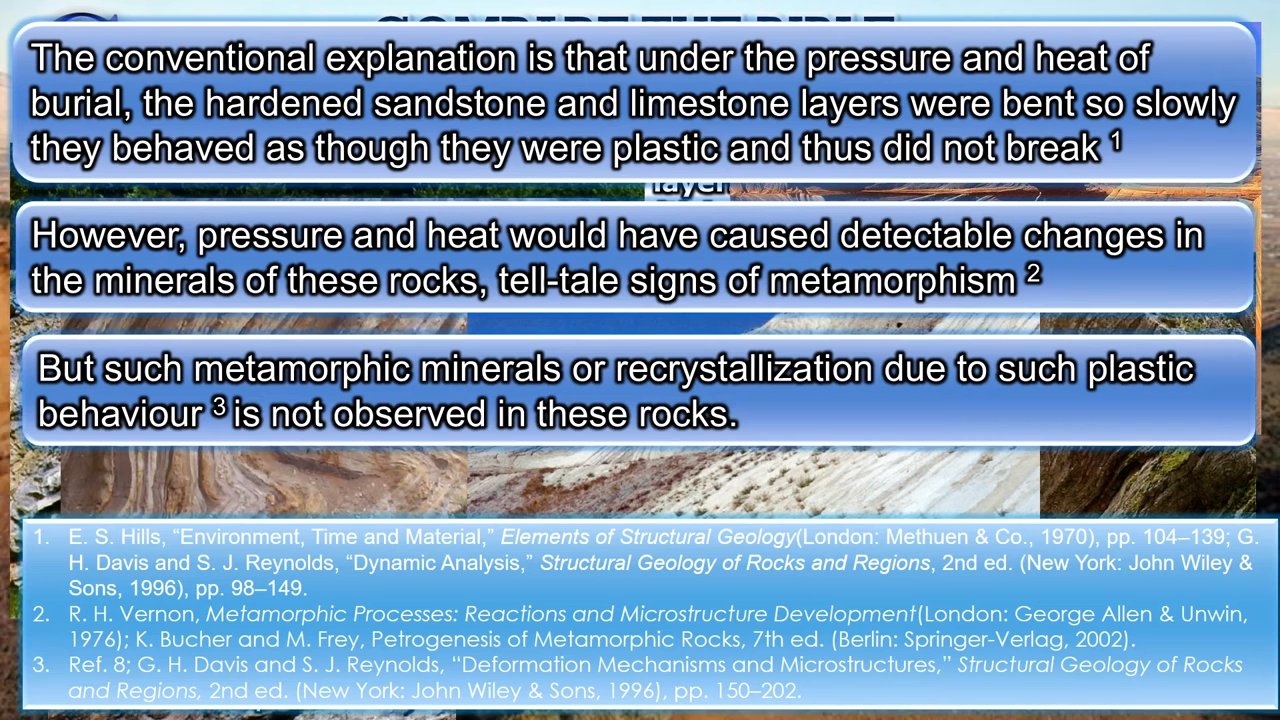 COMPARE THE BIBLE
The conventional explanation is that under the pressure and heat of
burial, the hardened sandstone and limestone layers were bent so slowly
they behaved as though they were plastic and thus did not break 1
layer
However, pressure and heat would have caused detectable changes in
the minerals of these rocks, tell-tale signs of metamorphism 2
But such metamorphic minerals or recrystallization due to such plastic
behaviour 3 is not observed in these rocks.
1. E. S. Hills, “Environment, Time and Material,” Elements of Structural Geology(London: Methuen & Co., 1970), pp. 104–139; G.
H. Davis and S. J. Reynolds, “Dynamic Analysis,” Structural Geology of Rocks and Regions, 2nd ed. (New York: John Wiley &
Sons, 1996), pp. 98–149.
2. R. H. Vernon, Metamorphic Processes: Reactions and Microstructure Development(London: George Allen & Unwin,
1976); K. Bucher and M. Frey, Petrogenesis of Metamorphic Rocks, 7th ed. (Berlin: Springer-Verlag, 2002).
3. Ref. 8; G. H. Davis and S. J. Reynolds, “Deformation Mechanisms and Microstructures,” Structural Geology of Rocks
and Regions, 2nd ed. (New York: John Wiley & Sons, 1996), pp. 150–202.